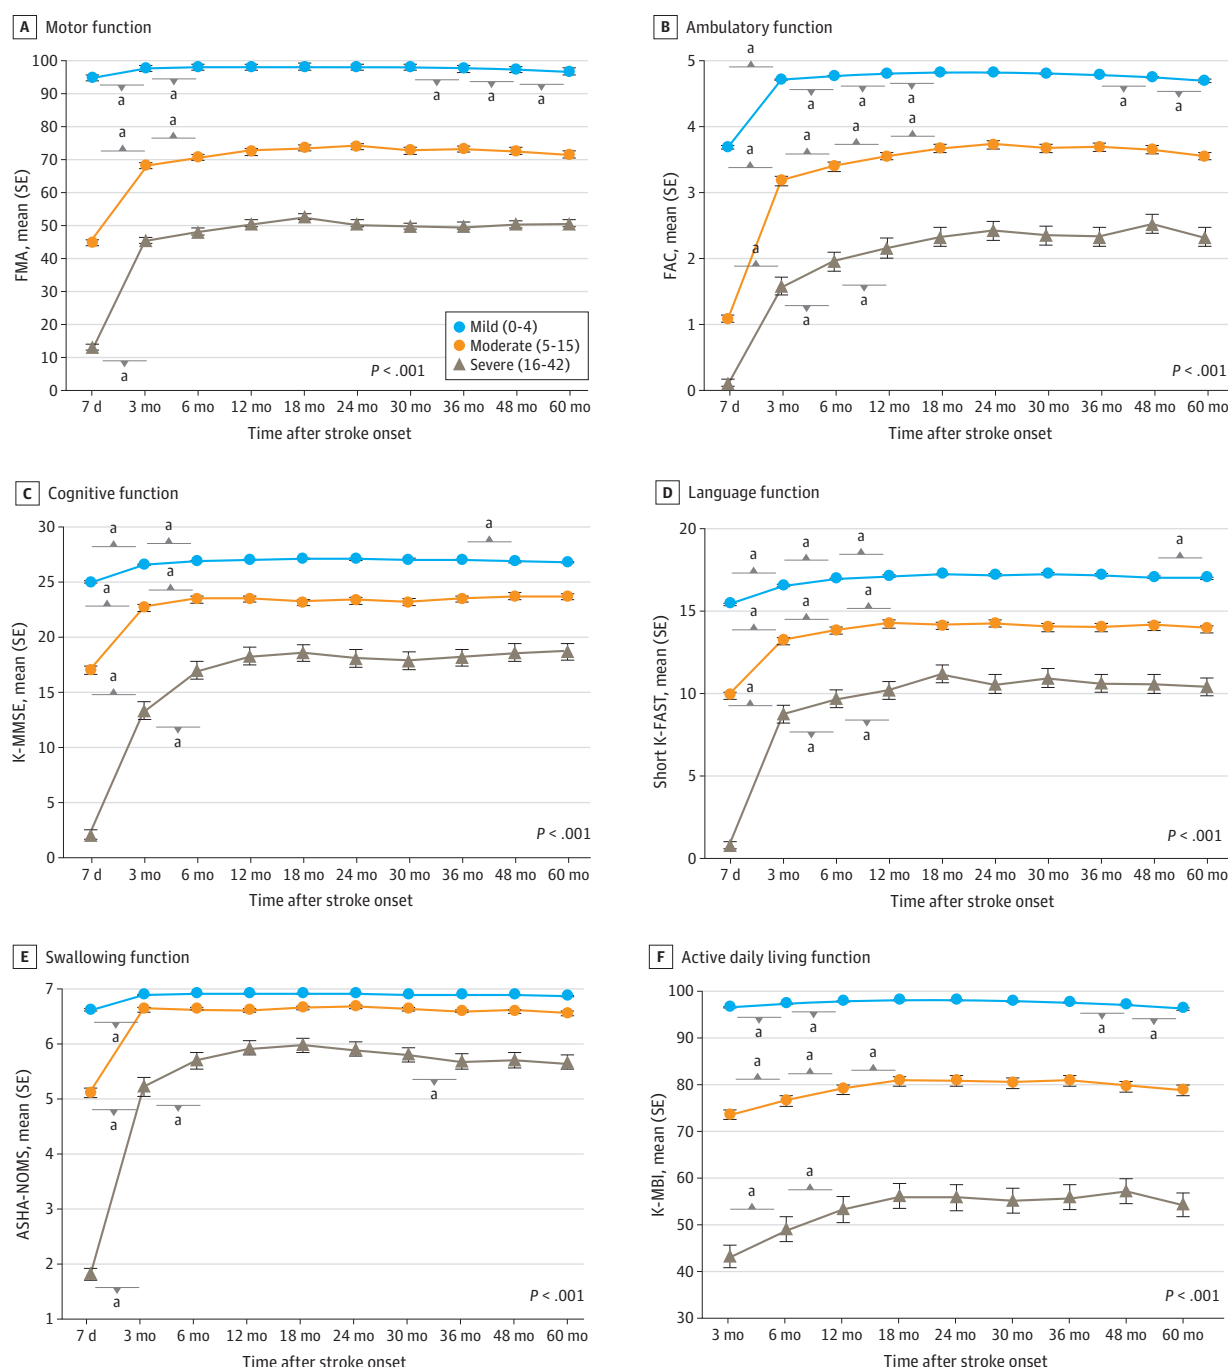 A Motor function
100
90
80
70
60
50
40
30
20
10
0
FMA, mean (SE)
a a a a a
a a
a
Mild (0-4)
Moderate (5-15)
Severe (16-42)
P < .001
7 d 3 mo 6 mo 12 mo 18 mo 24 mo 30 mo 36 mo 48 mo 60 mo
Time after stroke onset
B Ambulatory function
5
4
3
2
1
0
FAC, mean (SE)
a a a a a a
a a a a
a a a
P < .001
7 d 3 mo 6 mo 12 mo 18 mo 24 mo 30 mo 36 mo 48 mo 60 mo
Time after stroke onset
C Cognitive function
30
25
20
15
10
5
0
K-MMSE, mean (SE)
a a a
a a
a a
P < .001
7 d 3 mo 6 mo 12 mo 18 mo 24 mo 30 mo 36 mo 48 mo 60 mo
Time after stroke onset
D Language function
20
15
10
5
0
Short K-FAST, mean (SE)
a a a a
a a a
a a a
P < .001
7 d 3 mo 6 mo 12 mo 18 mo 24 mo 30 mo 36 mo 48 mo 60 mo
Time after stroke onset
E Swallowing function
7
6
5
4
3
2
1
ASHA-NOMS, mean (SE)
a
a a a
a
P < .001
7 d 3 mo 6 mo 12 mo 18 mo 24 mo 30 mo 36 mo 48 mo 60 mo
Time after stroke onset
F Active daily living function
100
90
80
70
60
50
40
30
K-MBI, mean (SE)
a a a a
a a a
a a
P < .001
3 mo 6 mo 12 mo 18 mo 24 mo 30 mo 36 mo 48 mo 60 mo
Time after stroke onset